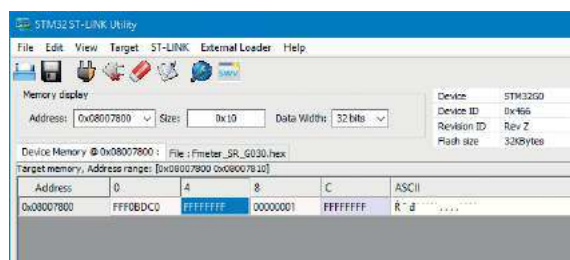 STM32 ST-LINK Utility
File Edit View Target ST-LINK External Loader Help
SWV
Memory display
Address: 0x08007800 Size: 0x10 Data Width: 32 bits
Device STM32G0
Device ID 0x466
Revision ID Rev Z
Flash size 32KBytes
Device Memory @ 0x08007800 : File : Fmeter_SR_G030.hex
Target memory, Address range: [0x08007800 0x08007810]
Address 0 4 8 C ASCII
0x08007800 FFF0BDC0 FFFFFFFF 00000001 FFFFFFFF